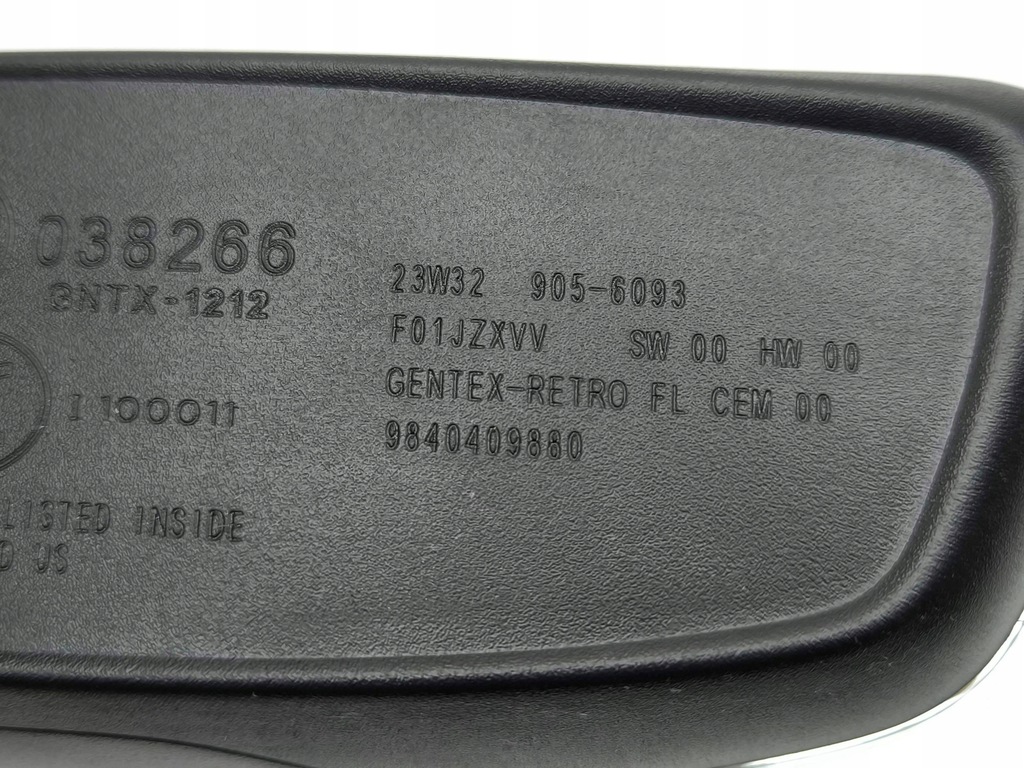 038266
GNTX-1212
I 100011
LISTED INSIDE
US
23W32 905-6093
F01JZXVV SW 00 HW 00
GENTEX-RETRO FL CEM 00
9840409880